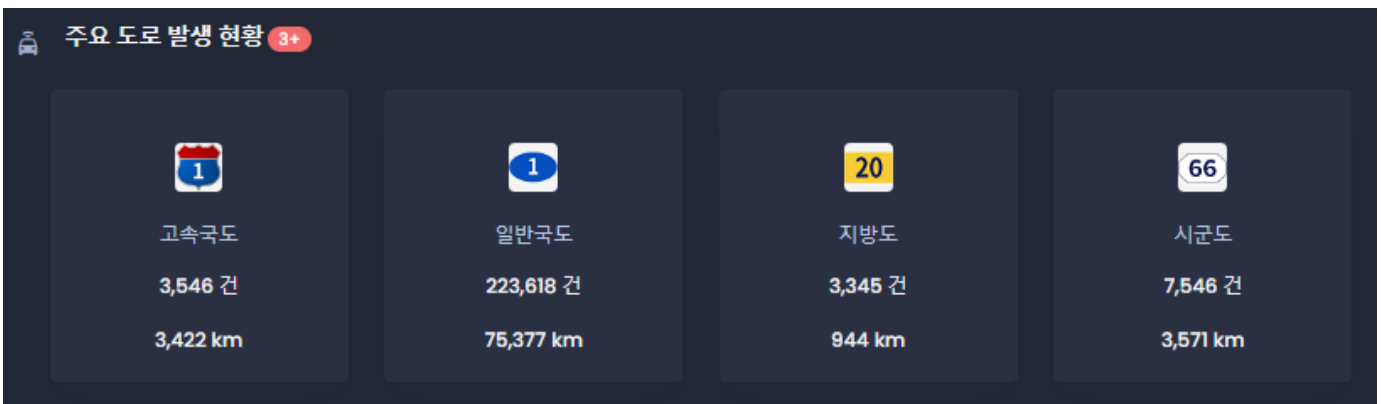 주요 도로 발생 현황 3+
1
고속국도
3,546 건
3,422 km
1
일반국도
223,618 건
75,377 km
20
지방도
3,345 건
944 km
66
시군도
7,546 건
3,571 km